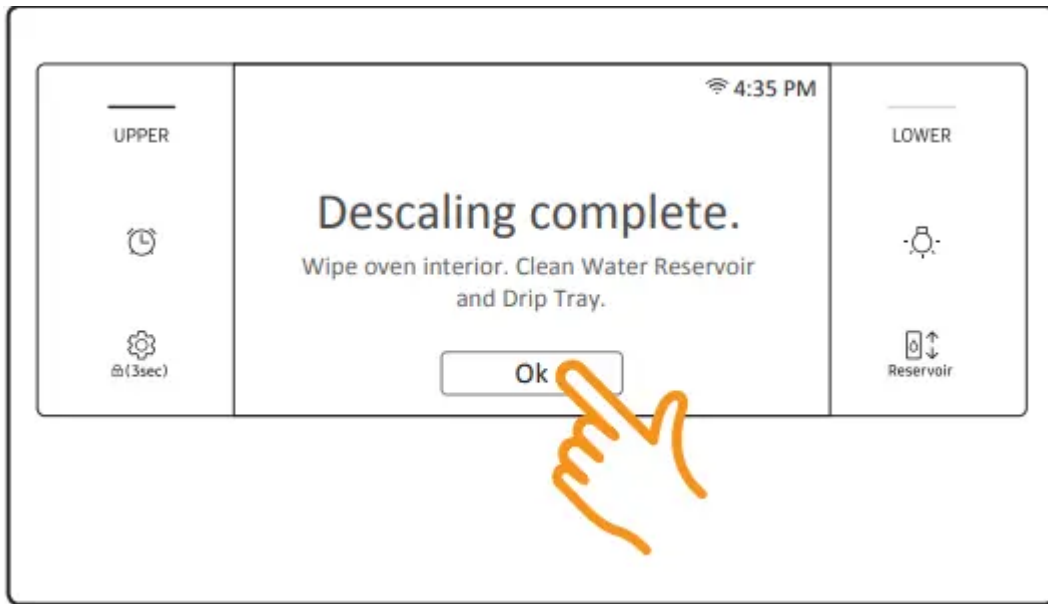 4:35 PM
UPPER
LOWER
Descaling complete.
Wipe oven interior. Clean Water Reservoir
and Drip Tray.
(3sec)
Ok
Reservoir